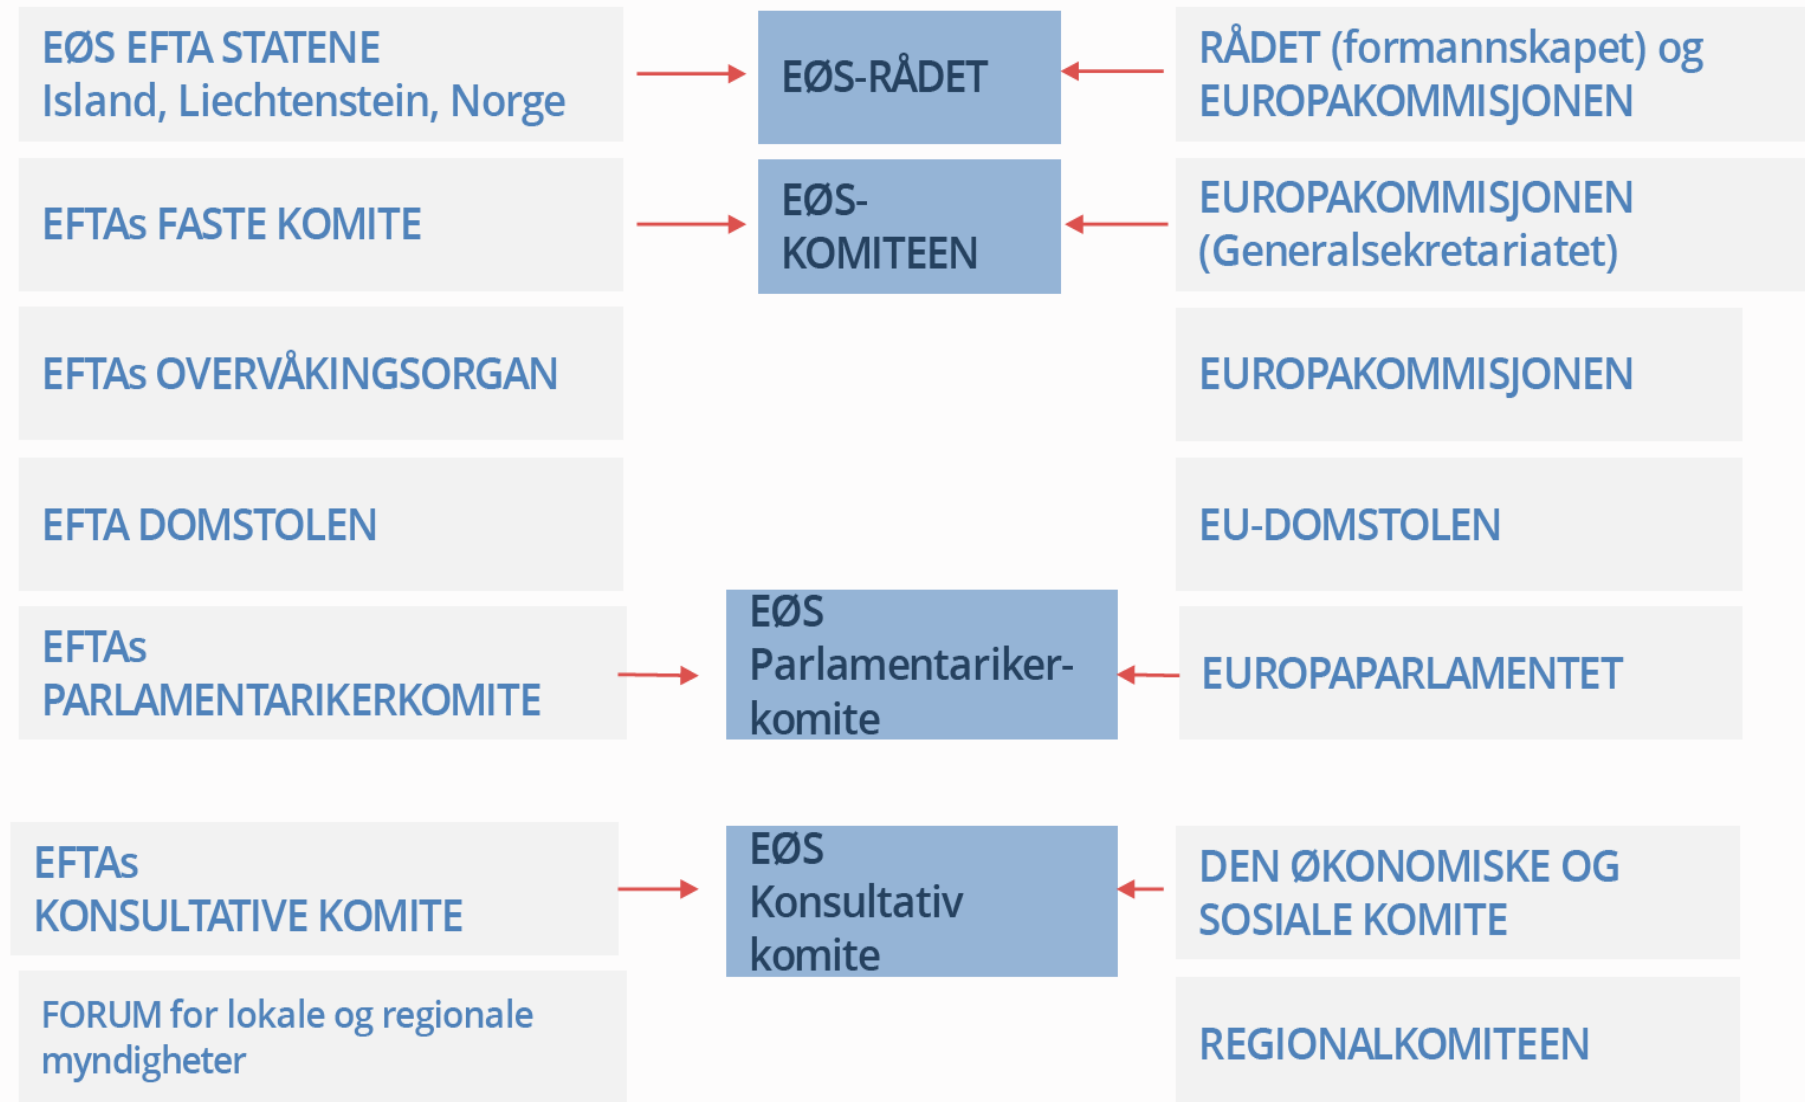 EØS EFTA STATENE
Island, Liechtenstein, Norge
EØS-RÅDET
RÅDET (formannskapet) og
EUROPAKOMMISJONEN
EFTAs FASTE KOMITE
EØS-
KOMITEEN
EUROPAKOMMISJONEN
(Generalsekretariatet)
EFTAs OVERVÅKINGSORGAN
EUROPAKOMMISJONEN
EFTA DOMSTOLEN
EU-DOMSTOLEN
EFTAs
PARLAMENTARIKERKOMITE
EØS
Parlamentariker-
komite
EUROPAPARLAMENTET
EFTAs
KONSULTATIVE KOMITE
EØS
Konsultativ
komite
DEN ØKONOMISKE OG
SOSIALE KOMITE
FORUM for lokale og regionale
myndigheter
REGIONALKOMITEEN